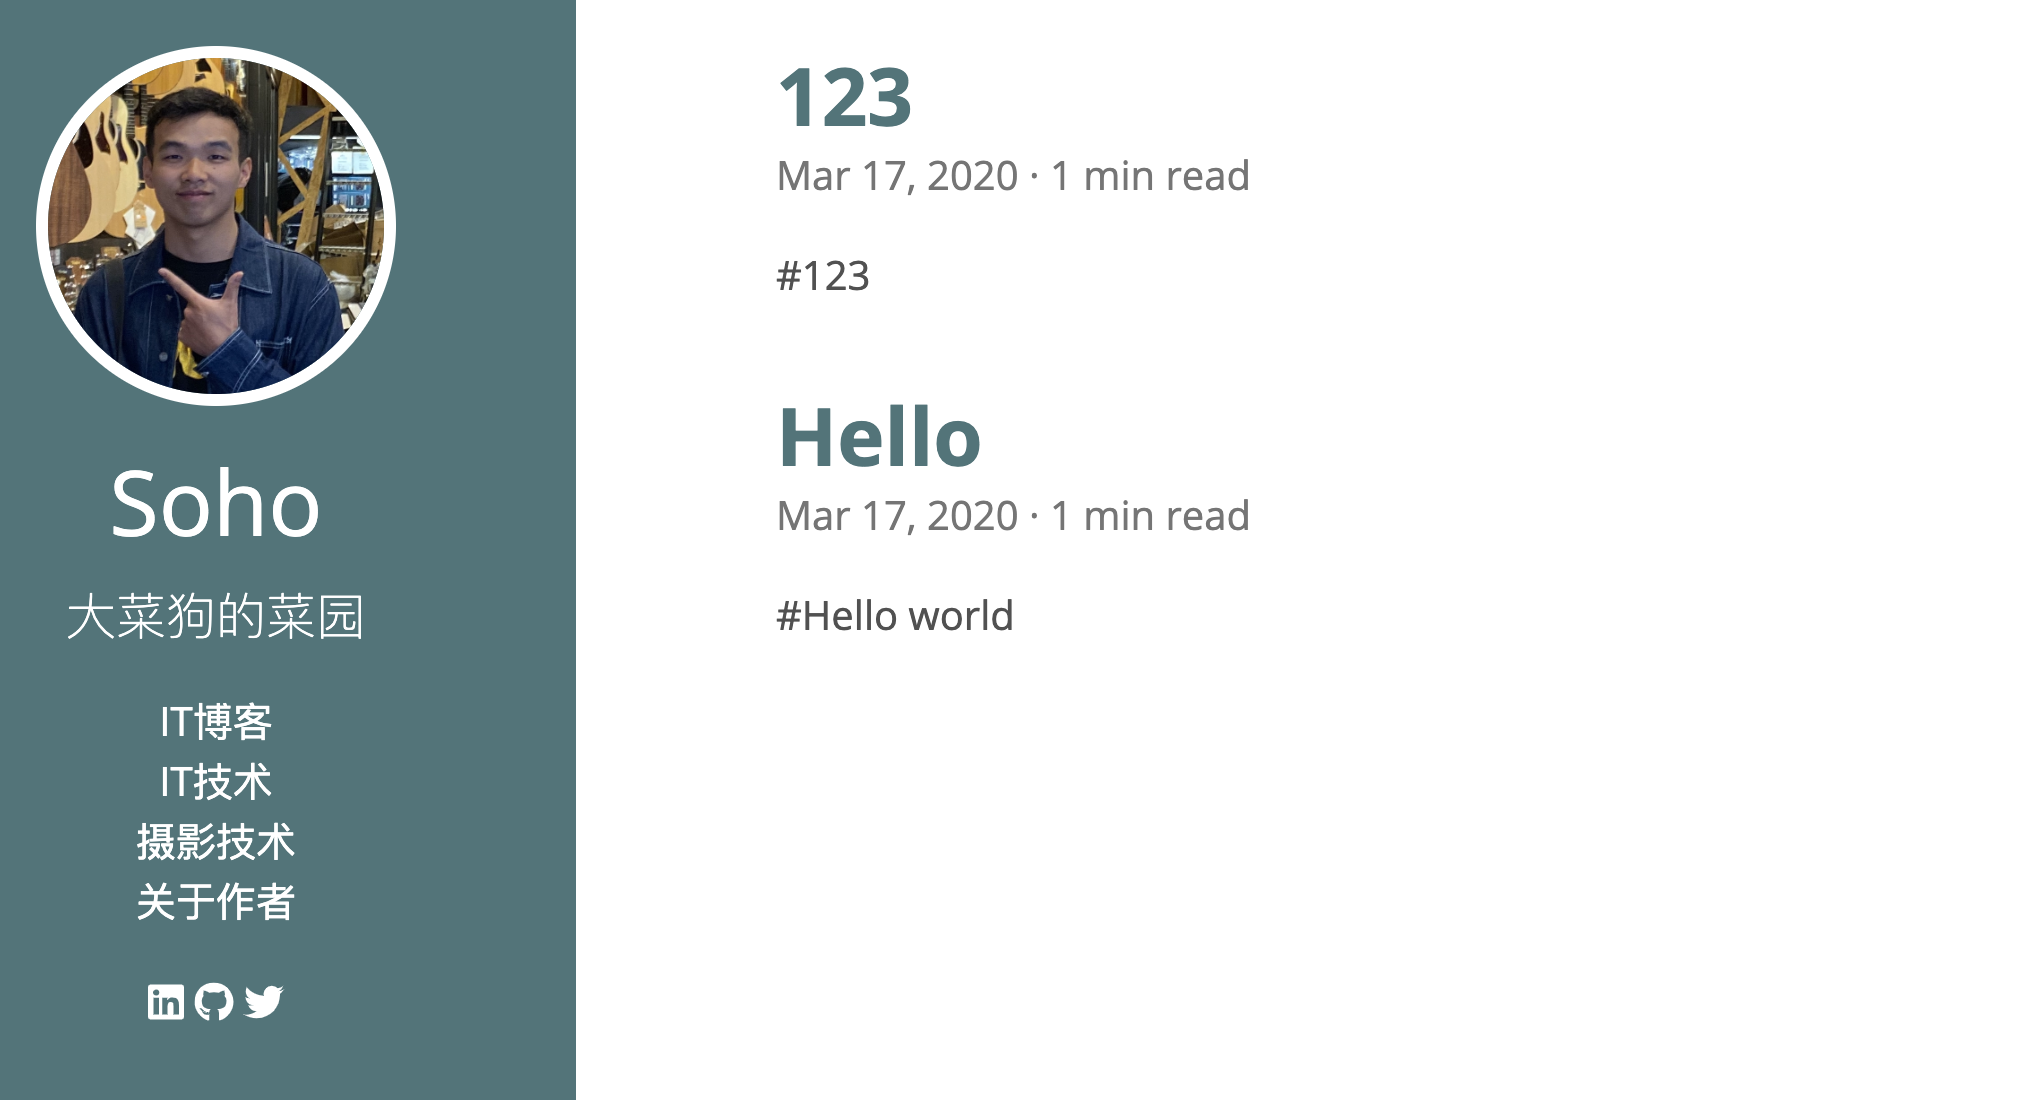 Soho
大菜狗的菜园
IT博客
IT技术
摄影技术
关于作者
in
123
Mar 17, 2020 · 1 min read
#123
Hello
Mar 17, 2020 · 1 min read
#Hello world